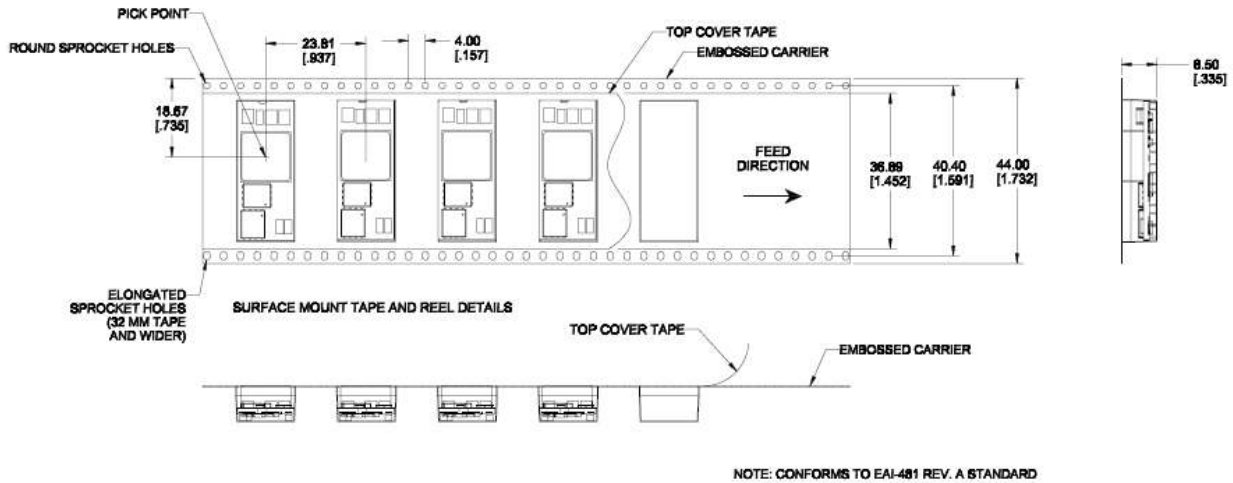 PICK POINT
ROUND SPROCKET HOLES
23.81
[.937]
4.00
[.157]
TOP COVER TAPE
EMBOSSED CARRIER
8.50
[.335]
18.67
[.735]
FEED
DIRECTION
36.89
[1.452]
40.40
[1.591]
44.00
[1.732]
ELONGATED
SPROCKET HOLES
(32 MM TAPE
AND WIDER)
SURFACE MOUNT TAPE AND REEL DETAILS
TOP COVER TAPE
EMBOSSED CARRIER
NOTE: CONFORMS TO EAI-481 REV. A STANDARD